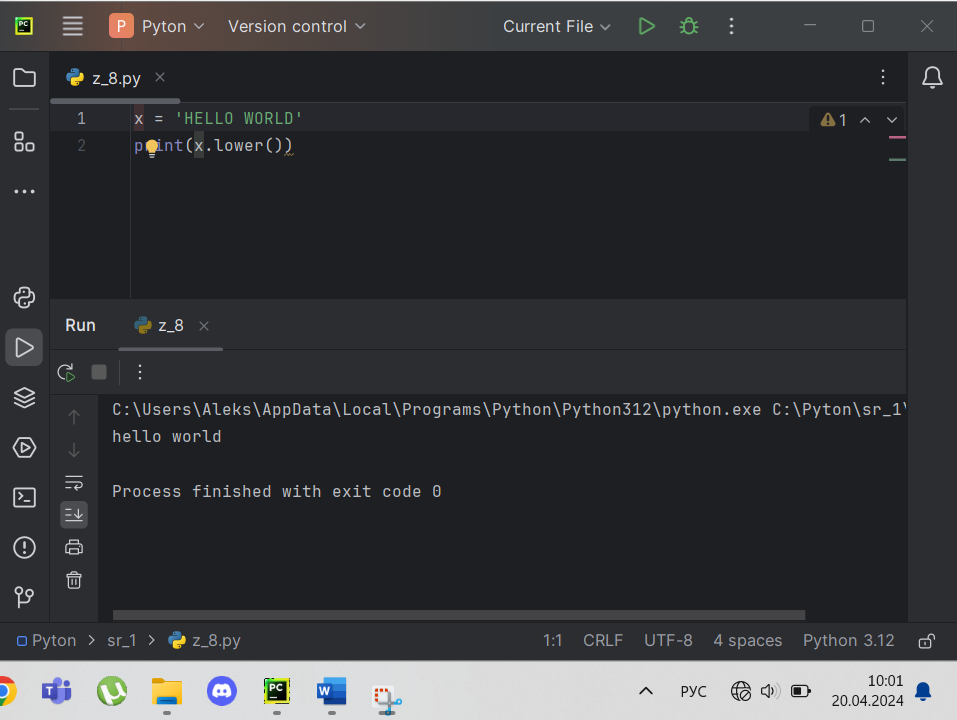 PC P Pyton Version control Current File
z_8.py
1 x = 'HELLO WORLD' 1
2 print(x.lower())
Run z_8
C:\Users\Aleks\AppData\Local\Programs\Python\Python312\python.exe C:\Pyton\sr_1\
hello world
Process finished with exit code 0
Pyton > sr_1 > z_8.py 1:1 CRLF UTF-8 4 spaces Python 3.12
T PC W РУС 10:01
20.04.2024